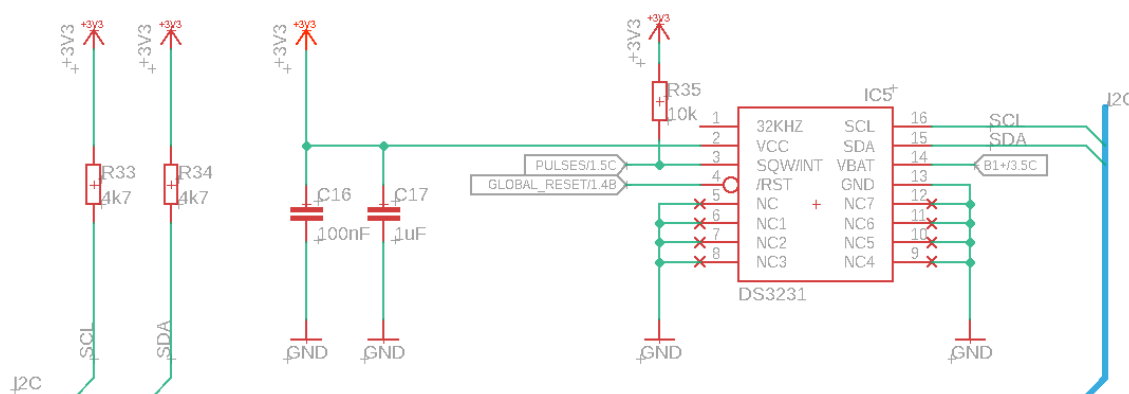 +3V3
+3V3
+3V3
+3V3
+3V3
+3V3
+3V3
+3V3
R33
4k7
R34
4k7
C16
100nF
C17
1uF
R35
10k
IC5
I2C
PULSES/1.5C
GLOBAL_RESET/1.4B
B1+/3.5C
1 32KHZ SCL 16 SCL
2 VCC SDA 15 SDA
3 SQW/INT VBAT 14
4 /RST GND 13
5 NC NC7 12
6 NC1 NC6 11
7 NC2 NC5 10
8 NC3 NC4 9
DS3231
SCL
SDA
I2C
GND
GND
GND
GND